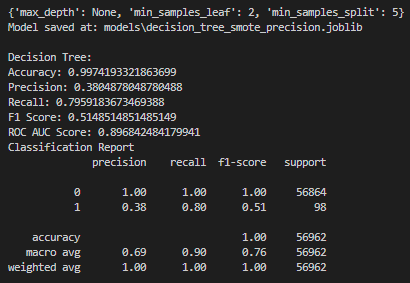 {'max_depth': None, 'min_samples_leaf': 2, 'min_samples_split': 5}
Model saved at: models\decision_tree_smote_precision.joblib

Decision Tree:
Accuracy: 0.9974193321863699
Precision: 0.3804878048780488
Recall: 0.7959183673469388
F1 Score: 0.5148514851485149
ROC AUC Score: 0.896842484179941
Classification Report
              precision    recall  f1-score   support

           0       1.00      1.00      1.00     56864
           1       0.38      0.80      0.51        98

    accuracy                           1.00     56962
   macro avg       0.69      0.90      0.76     56962
weighted avg       1.00      1.00      1.00     56962